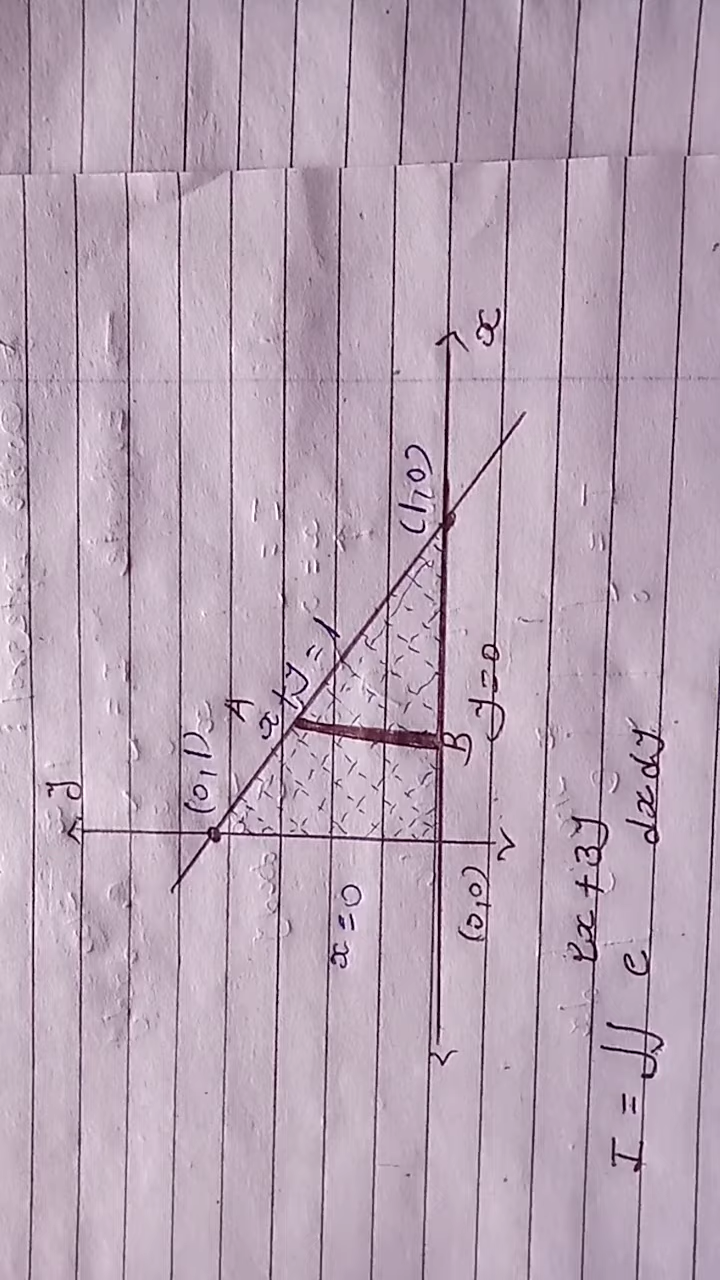 y
(0,1)
A
x+y=1
x=0
(1,0)
x
(0,0)
B
y=0
2x+3y
I = ∬ e dxdy